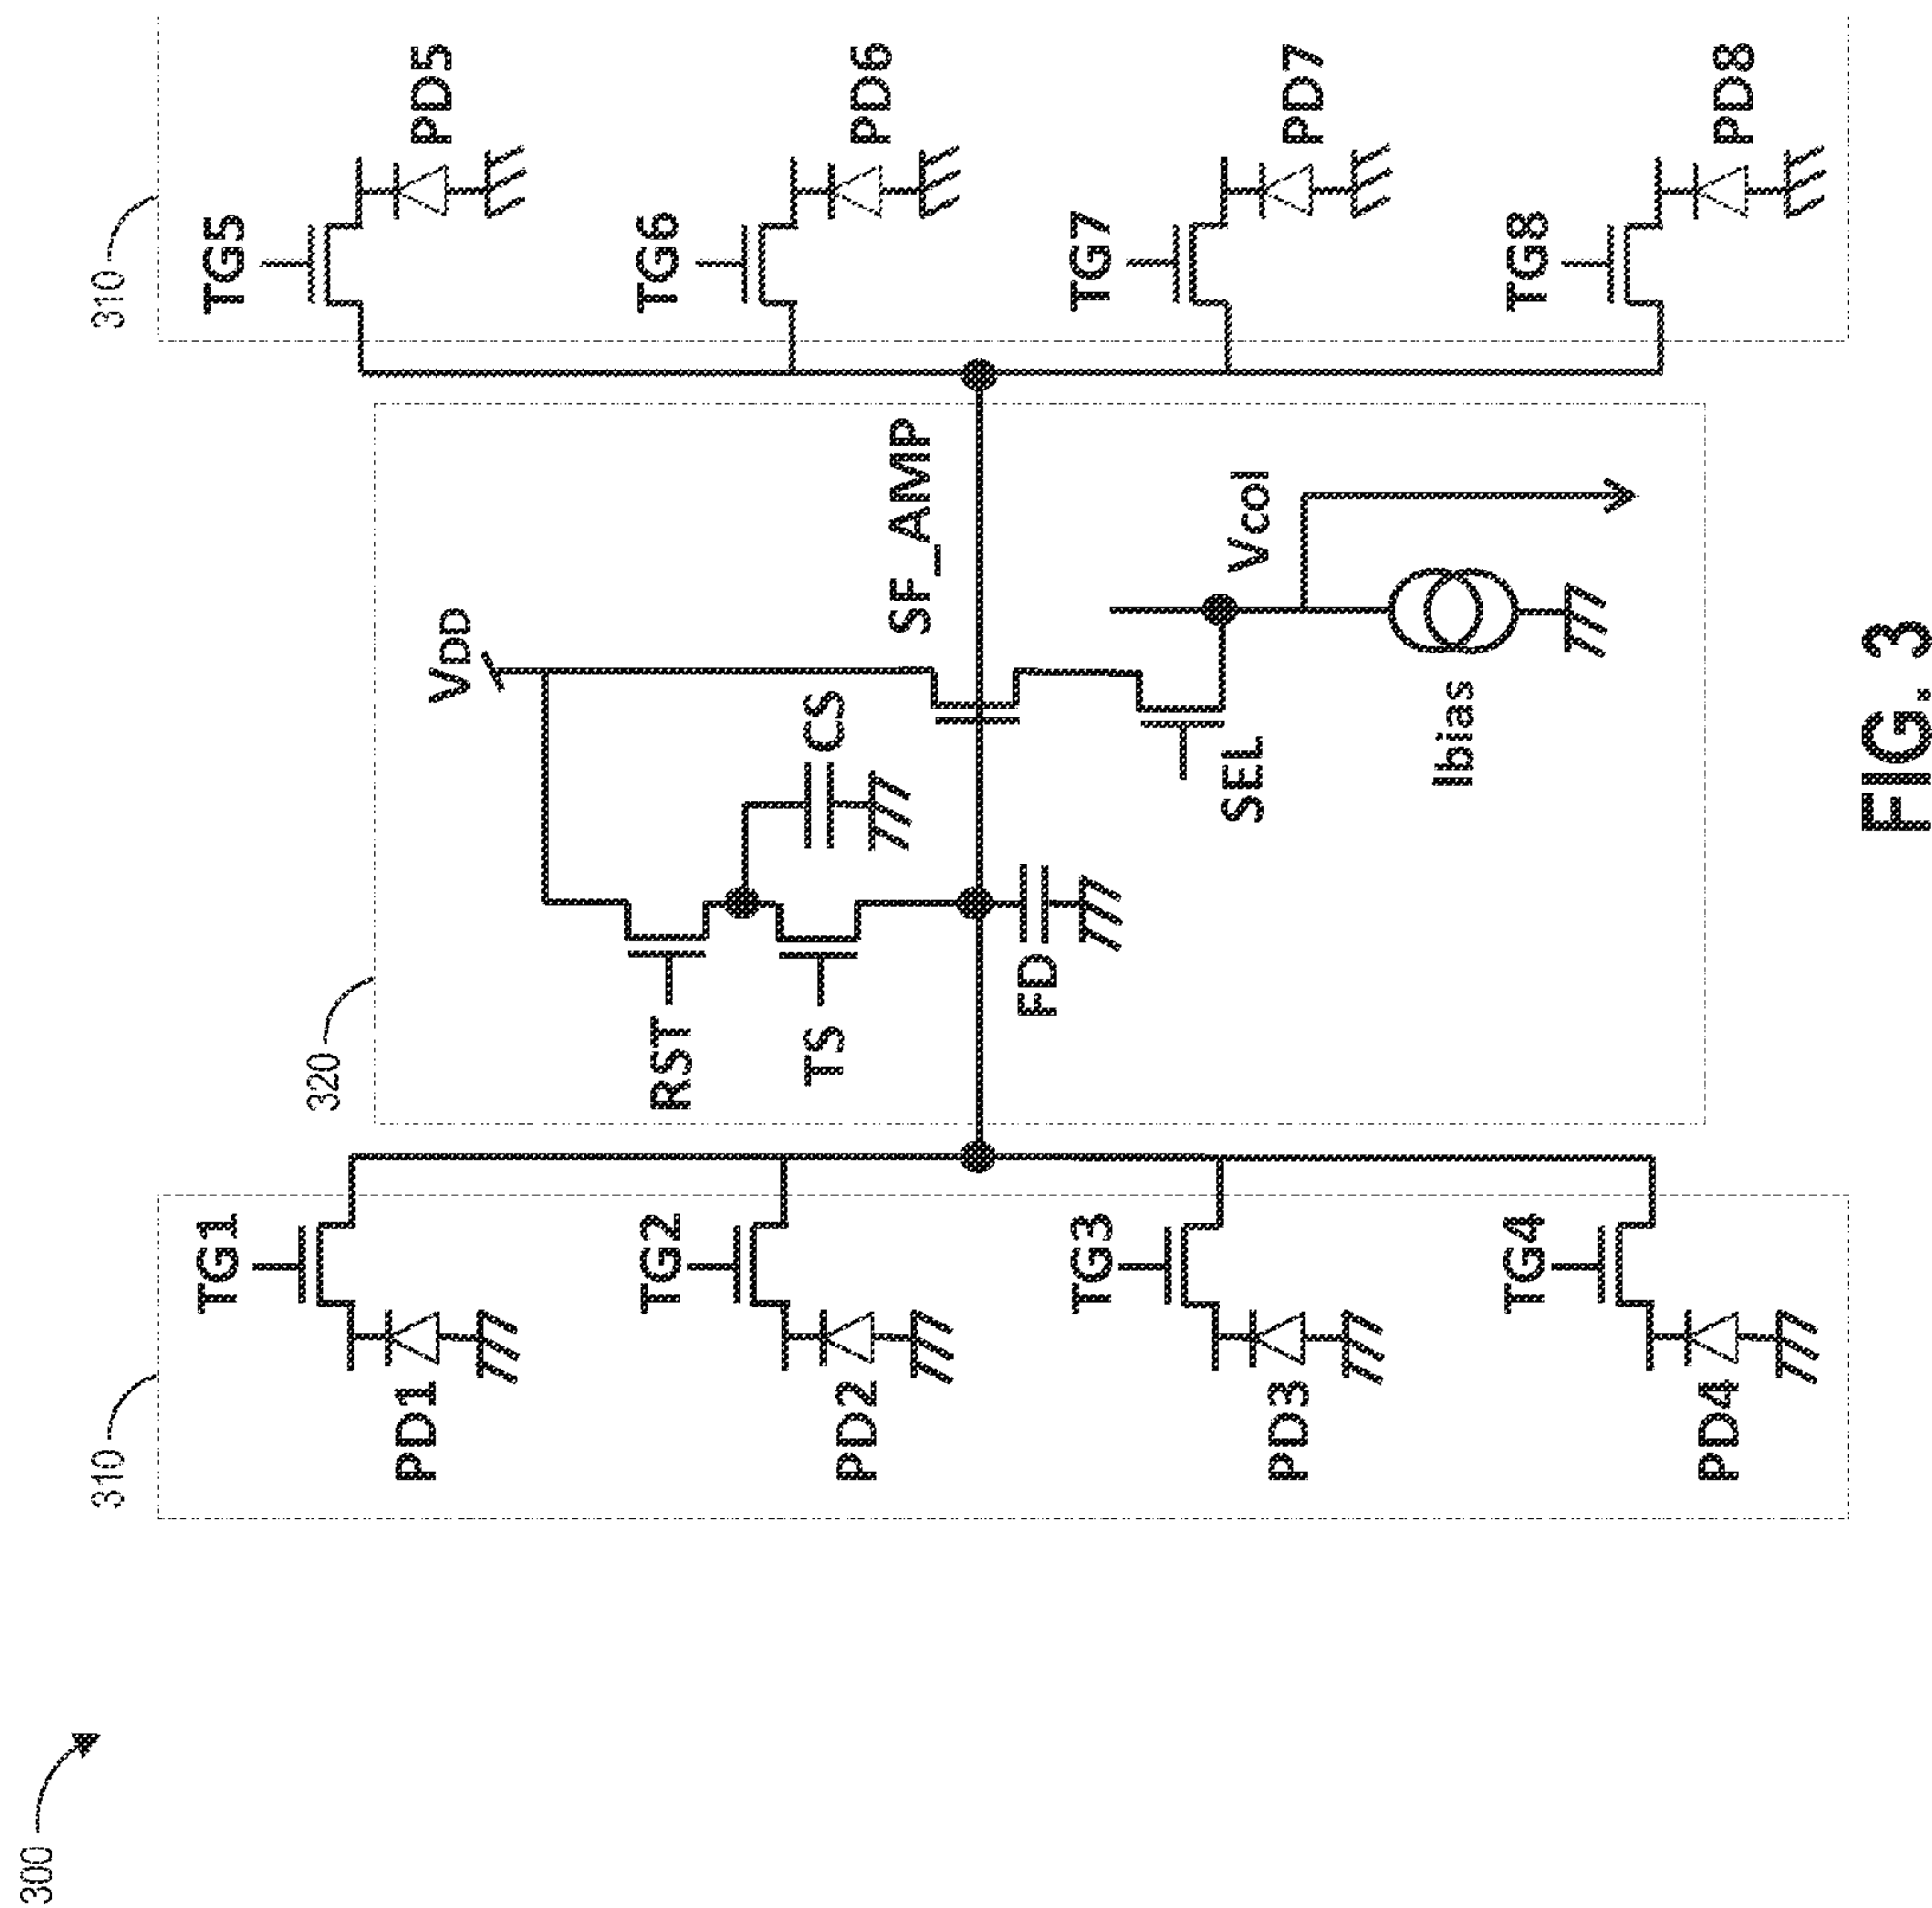 300
310
310
320
TG1
PD1
TG2
PD2
TG3
PD3
TG4
PD4
VDD
RST
TS
CS
FD
SF_AMP
SEL
Vcol
Ibias
TG5
PD5
TG6
PD6
TG7
PD7
TG8
PD8
FIG. 3